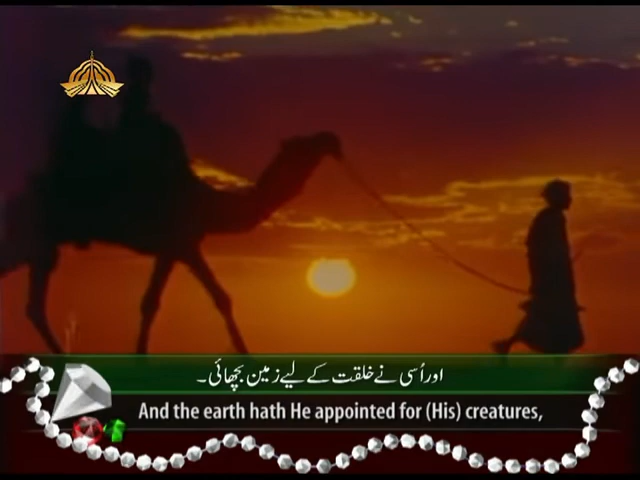 اور اُسی نے خلقت کے لیے زمین بچھائی۔
And the earth hath He appointed for (His) creatures,